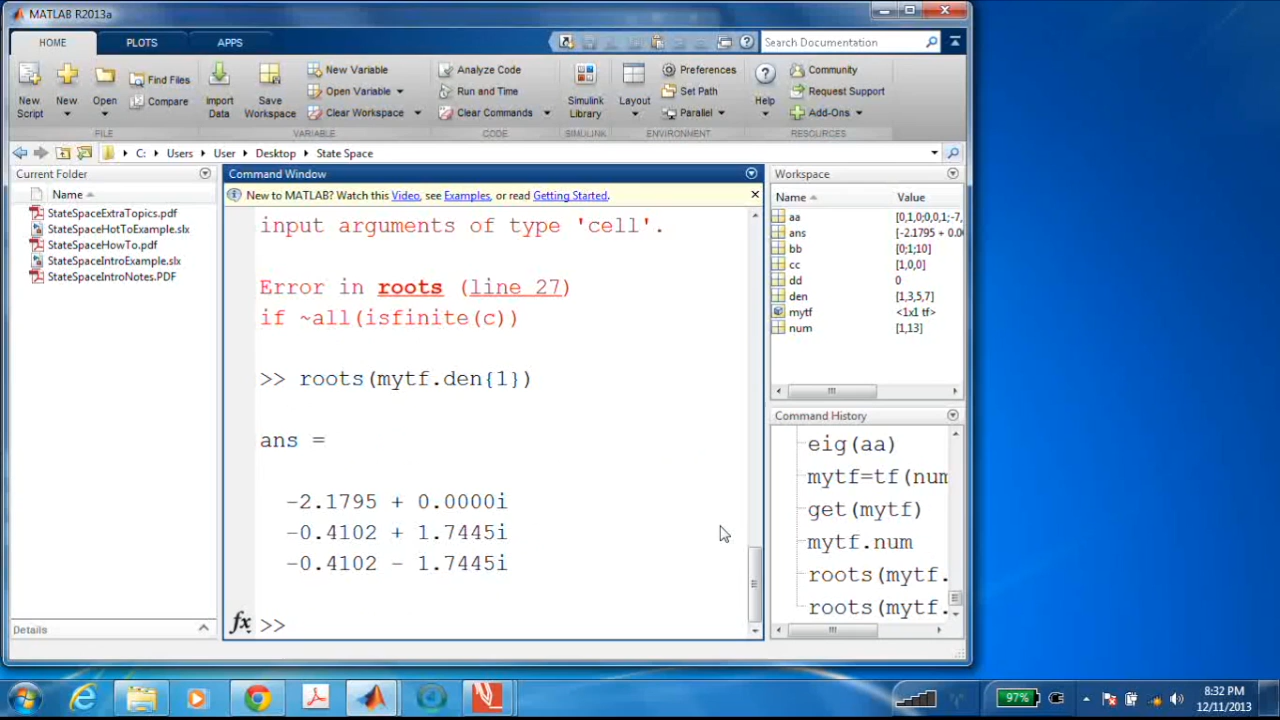 MATLAB R2013a
HOME
PLOTS
APPS
Search Documentation
New Script
New
Open
Find Files
Compare
FILE
Import Data
Save Workspace
New Variable
Open Variable
Clear Workspace
VARIABLE
Analyze Code
Run and Time
Clear Commands
CODE
Simulink Library
SIMULINK
Layout
Preferences
Set Path
Parallel
ENVIRONMENT
Help
Community
Request Support
Add-Ons
RESOURCES
C: Users User Desktop State Space
Current Folder
Name
StateSpaceExtraTopics.pdf
StateSpaceHotToExample.slx
StateSpaceHowTo.pdf
StateSpaceIntroExample.slx
StateSpaceIntroNotes.PDF
Details
Command Window
New to MATLAB? Watch this Video, see Examples, or read Getting Started.
input arguments of type 'cell'.
Error in roots (line 27)
if ~all(isfinite(c))
>> roots(mytf.den{1})
ans =
-2.1795 + 0.0000i
-0.4102 + 1.7445i
-0.4102 - 1.7445i
fx >>
Workspace
Name Value
aa [0,1,0;0,0,1;-7,
ans [-2.1795 + 0.0
bb [0;1;10]
cc [1,0,0]
dd 0
den [1,3,5,7]
mytf <1x1 tf>
num [1,13]
Command History
eig(aa)
mytf=tf(num
get(mytf)
mytf.num
roots(mytf.
roots(mytf.
97%
8:32 PM
12/11/2013